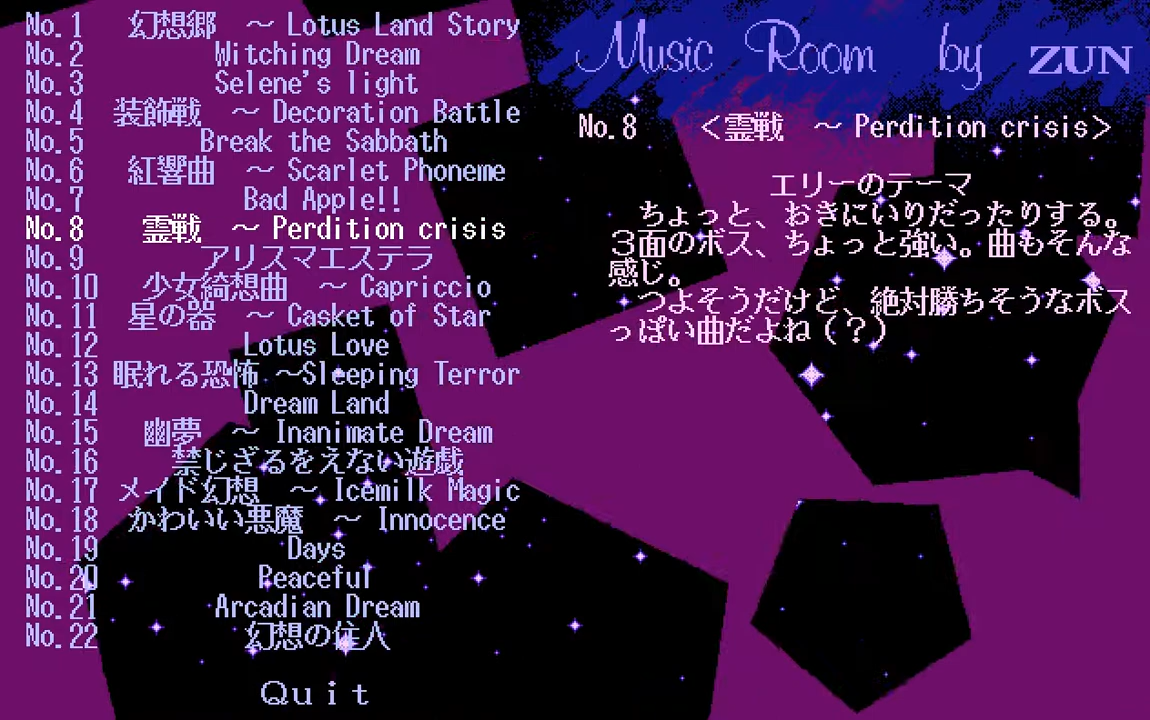 No.1 幻想郷 ～ Lotus Land Story
No.2 Witching Dream
No.3 Selene's light
No.4 装飾戦 ～ Decoration Battle
No.5 Break the Sabbath
No.6 紅響曲 ～ Scarlet Phoneme
No.7 Bad Apple!!
No.8 霊戦 ～ Perdition crisis
No.9 アリスマエステラ
No.10 少女綺想曲 ～ Capriccio
No.11 星の器 ～ Casket of Star
No.12 Lotus Love
No.13 眠れる恐怖 ～Sleeping Terror
No.14 Dream Land
No.15 幽夢 ～ Inanimate Dream
No.16 禁じざるをえない遊戯
No.17 メイド幻想 ～ Icemilk Magic
No.18 かわいい悪魔 ～ Innocence
No.19 Days
No.20 Peaceful
No.21 Arcadian Dream
No.22 幻想の住人
Quit
Music Room by ZUN
No.8 <霊戦 ～ Perdition crisis>
エリーのテーマ
ちょっと、おきにいりだったりする。
３面のボス、ちょっと強い。曲もそんな
感じ。
つよそうだけど、絶対勝ちそうなボス
っぽい曲だよね（？）